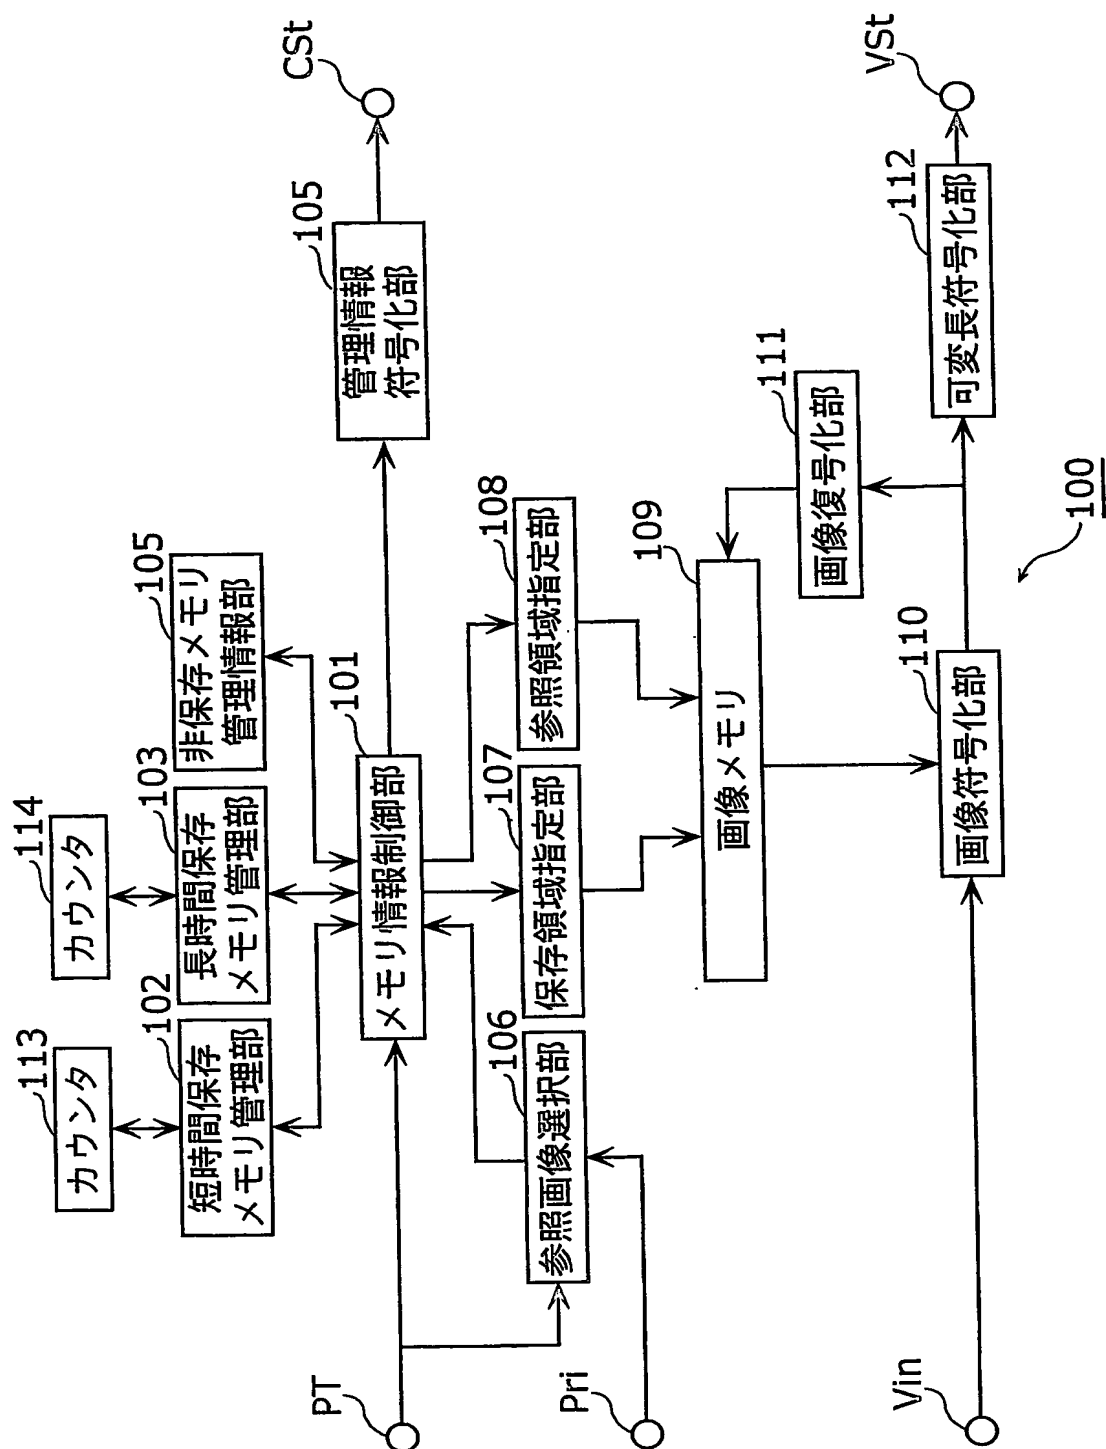 113
カウンタ
114
カウンタ
102
短時間保存
メモリ管理部
103
長時間保存
メモリ管理部
105
非保存メモリ
管理情報部
PT
101
メモリ情報制御部
105
管理情報
符号化部
CSt
Pri
106
参照画像選択部
107
保存領域指定部
108
参照領域指定部
109
画像メモリ
111
画像復号化部
Vin
110
画像符号化部
112
可変長符号化部
VSt
100